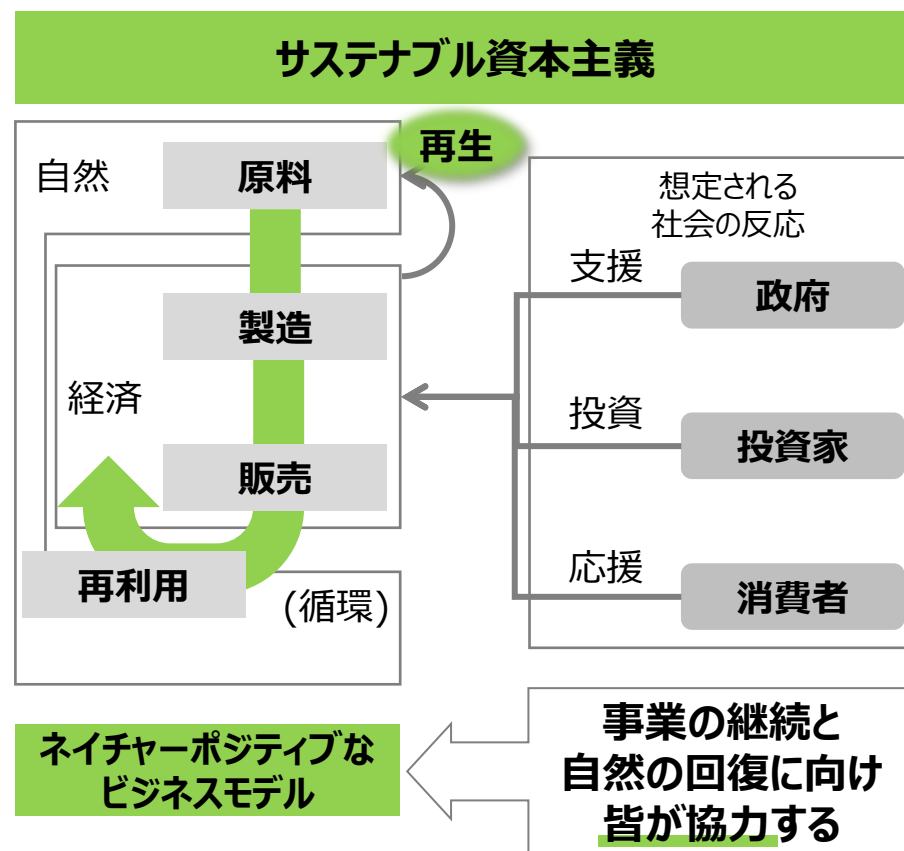 サステナブル資本主義
再生
自然
原料
製造
経済
販売
再利用
(循環)
想定される
社会の反応
支援
政府
投資
投資家
応援
消費者
ネイチャーポジティブな
ビジネスモデル
事業の継続と
自然の回復に向け
皆が協力する